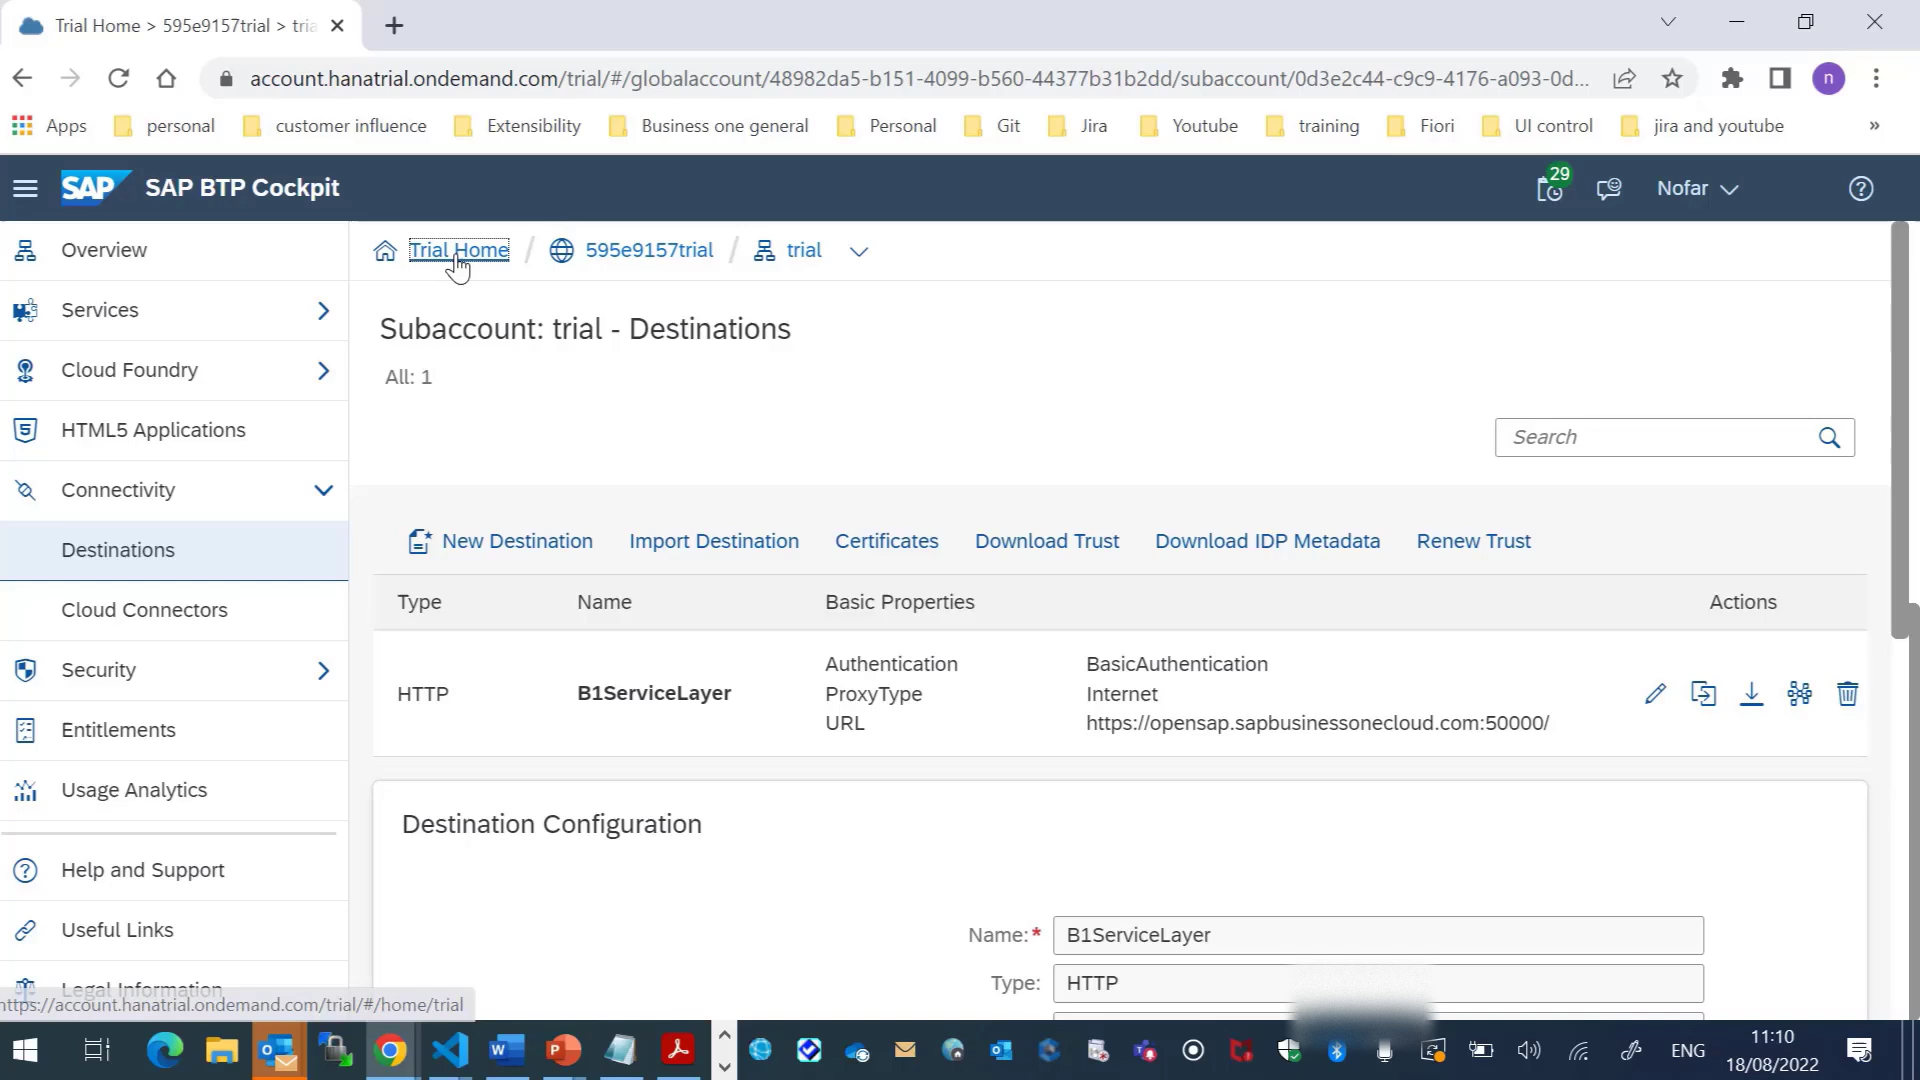 Trial Home > 595e9157trial > tria
account.hanatrial.ondemand.com/trial/#/globalaccount/48982da5-b151-4099-b560-44377b31b2dd/subaccount/0d3e2c44-c9c9-4176-a093-0d...
n
Apps personal customer influence Extensibility Business one general Personal Git Jira Youtube training Fiori UI control jira and youtube »
SAP SAP BTP Cockpit 29 Nofar
Overview
Services
Cloud Foundry
HTML5 Applications
Connectivity
Destinations
Cloud Connectors
Security
Entitlements
Usage Analytics
Help and Support
Useful Links
Legal Information
https://account.hanatrial.ondemand.com/trial/#/home/trial
Trial Home / 595e9157trial / trial
Subaccount: trial - Destinations
All: 1
Search
New Destination Import Destination Certificates Download Trust Download IDP Metadata Renew Trust
Type Name Basic Properties Actions
HTTP B1ServiceLayer
Authentication BasicAuthentication
ProxyType Internet
URL https://opensap.sapbusinessonecloud.com:50000/
Destination Configuration
Name:* B1ServiceLayer
Type: HTTP
ENG
11:10
18/08/2022